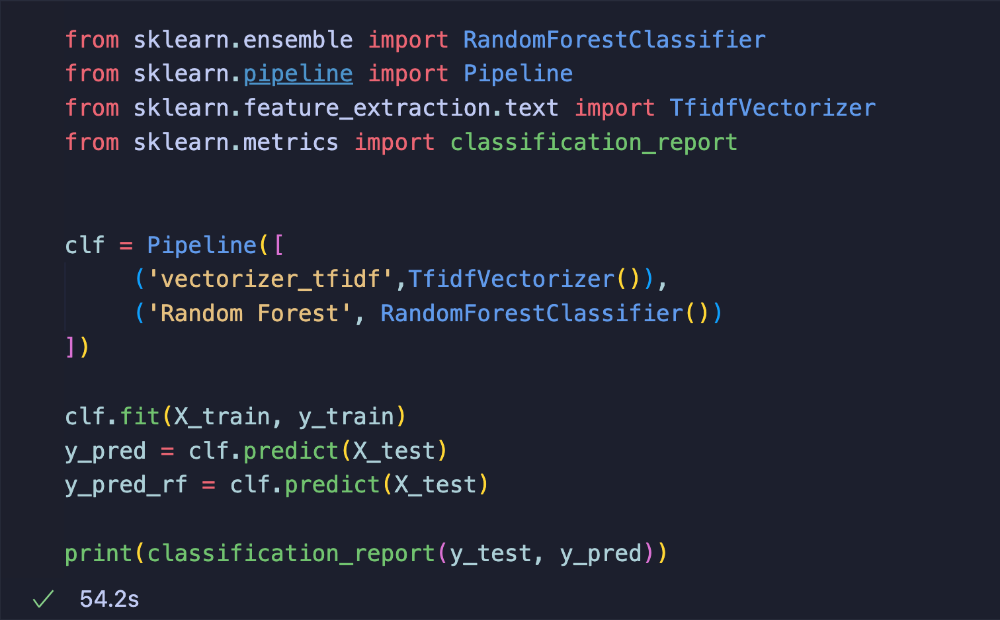 from sklearn.ensemble import RandomForestClassifier
from sklearn.pipeline import Pipeline
from sklearn.feature_extraction.text import TfidfVectorizer
from sklearn.metrics import classification_report
clf = Pipeline([
     ('vectorizer_tfidf',TfidfVectorizer()),
     ('Random Forest', RandomForestClassifier())
])
clf.fit(X_train, y_train)
y_pred = clf.predict(X_test)
y_pred_rf = clf.predict(X_test)
print(classification_report(y_test, y_pred))
✓ 54.2s